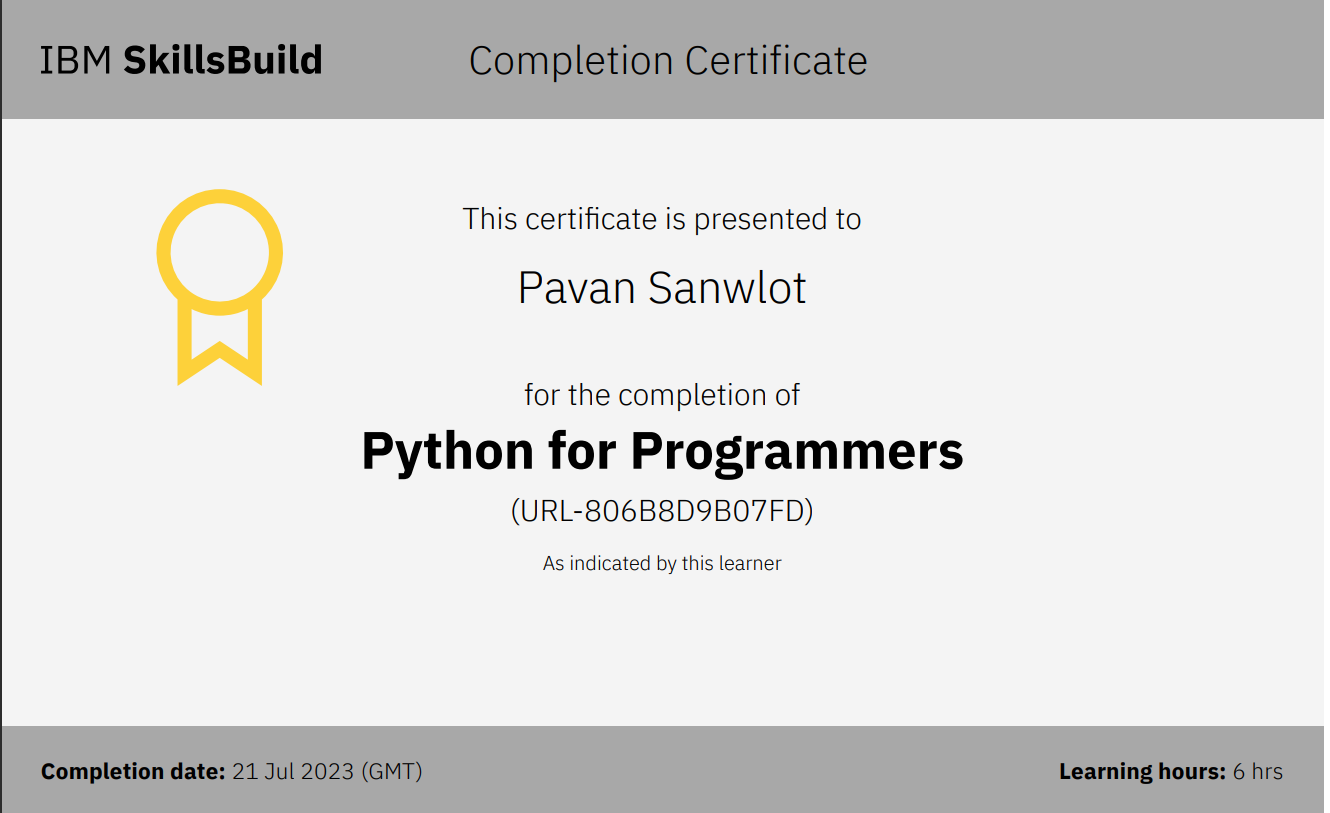 IBM SkillsBuild
Completion Certificate
This certificate is presented to
Pavan Sanwlot
for the completion of
Python for Programmers
(URL-806B8D9B07FD)
As indicated by this learner
Completion date: 21 Jul 2023 (GMT)
Learning hours: 6 hrs